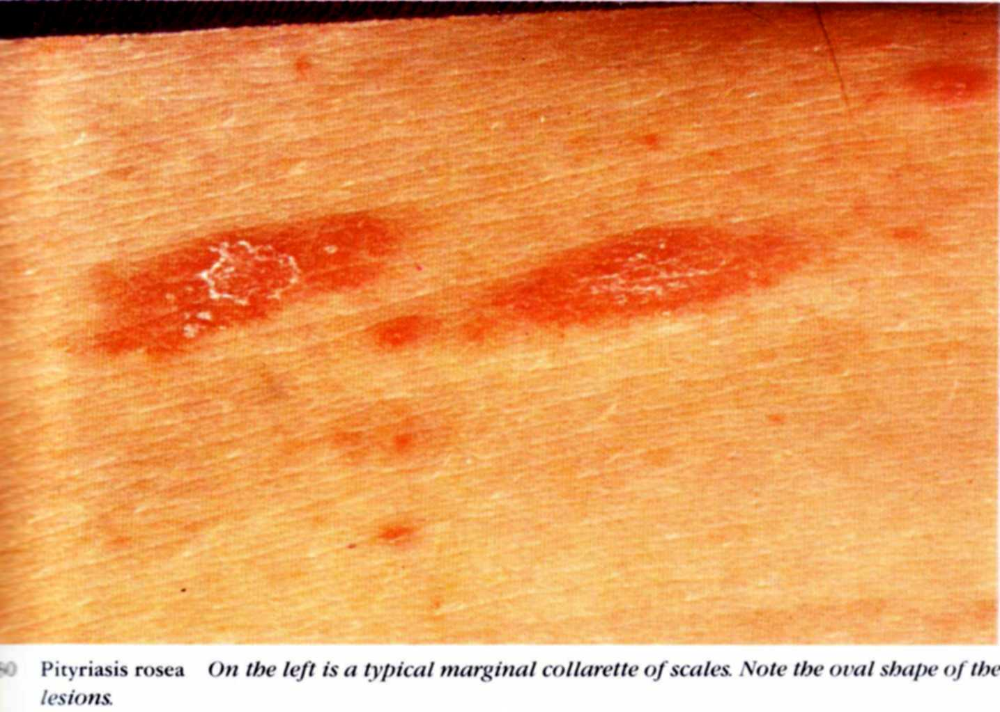 Pityriasis rosea On the left is a typical marginal collarette of scales. Note the oval shape of the
lesions.